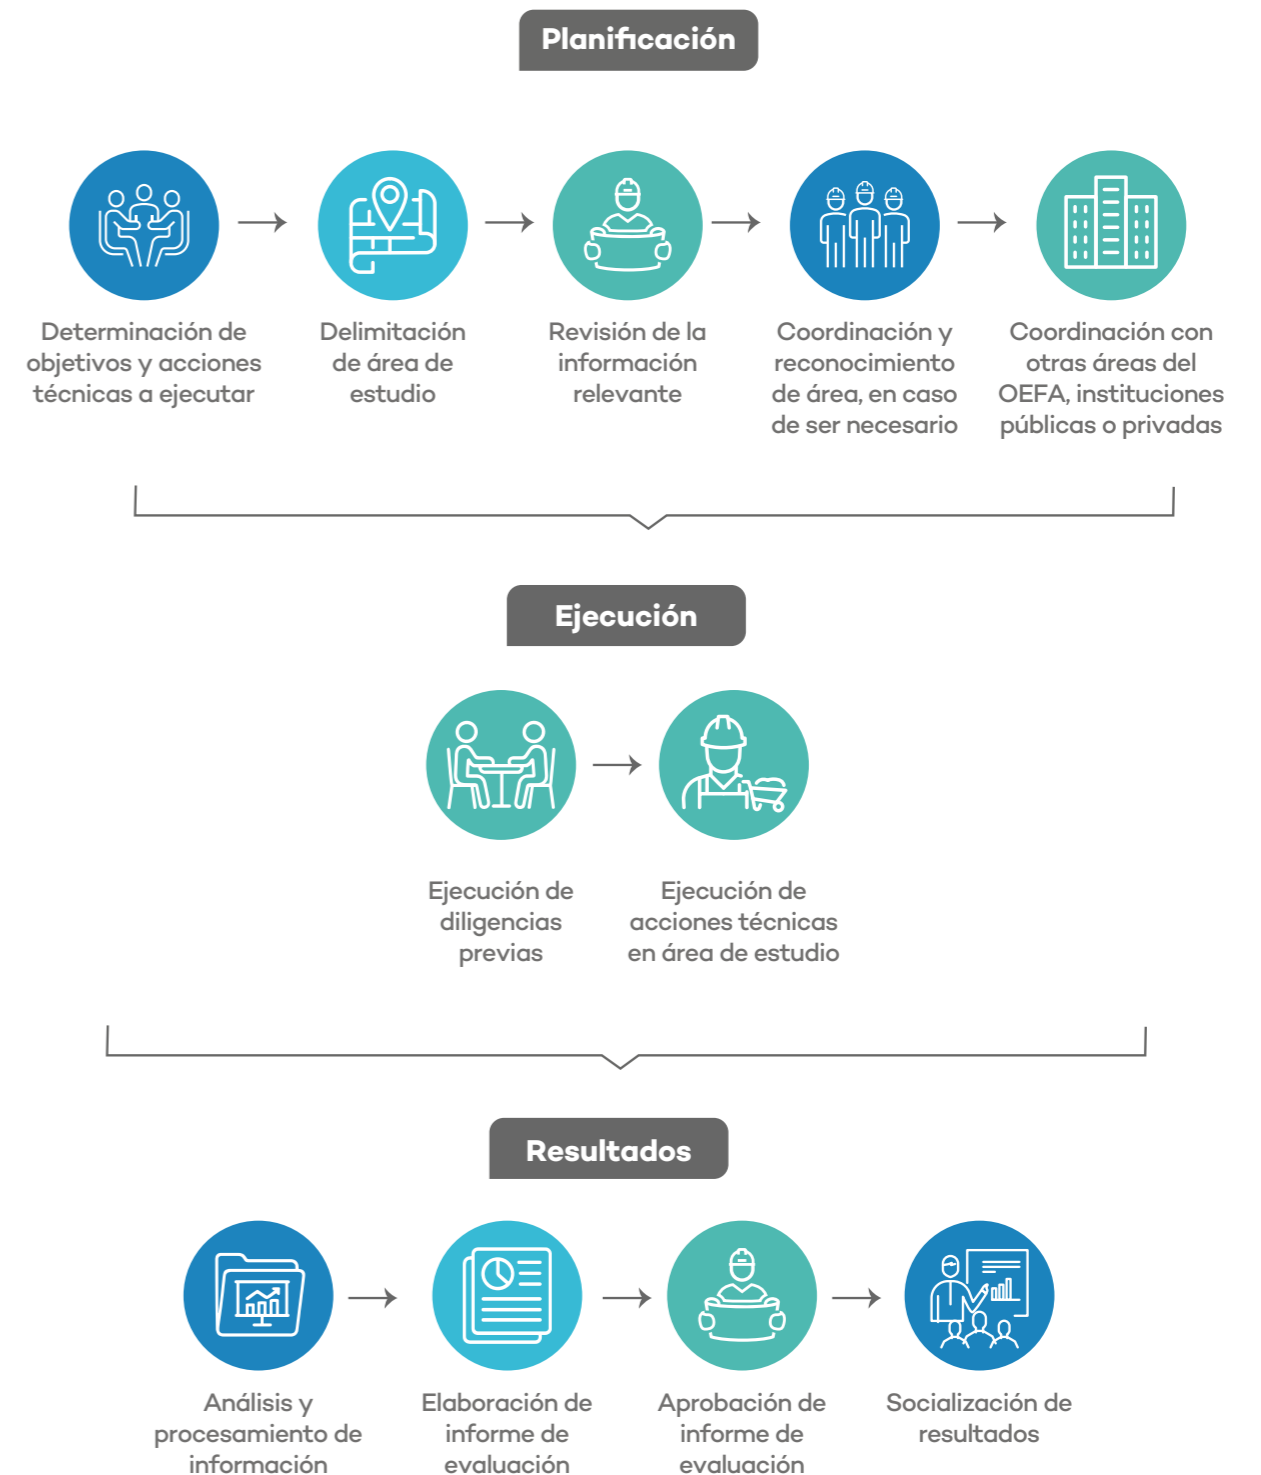 Planificación
Determinación de
objetivos y acciones
técnicas a ejecutar
Delimitación
de área de
estudio
Revisión de la
información
relevante
Coordinación y
reconocimiento
de área, en caso
de ser necesario
Coordinación con
otras áreas del
OEFA, instituciones
públicas o privadas
Ejecución
Ejecución de
diligencias
previas
Ejecución de
acciones técnicas
en área de estudio
Resultados
Análisis y
procesamiento de
información
Elaboración de
informe de
evaluación
Aprobación de
informe de
evaluación
Socialización de
resultados